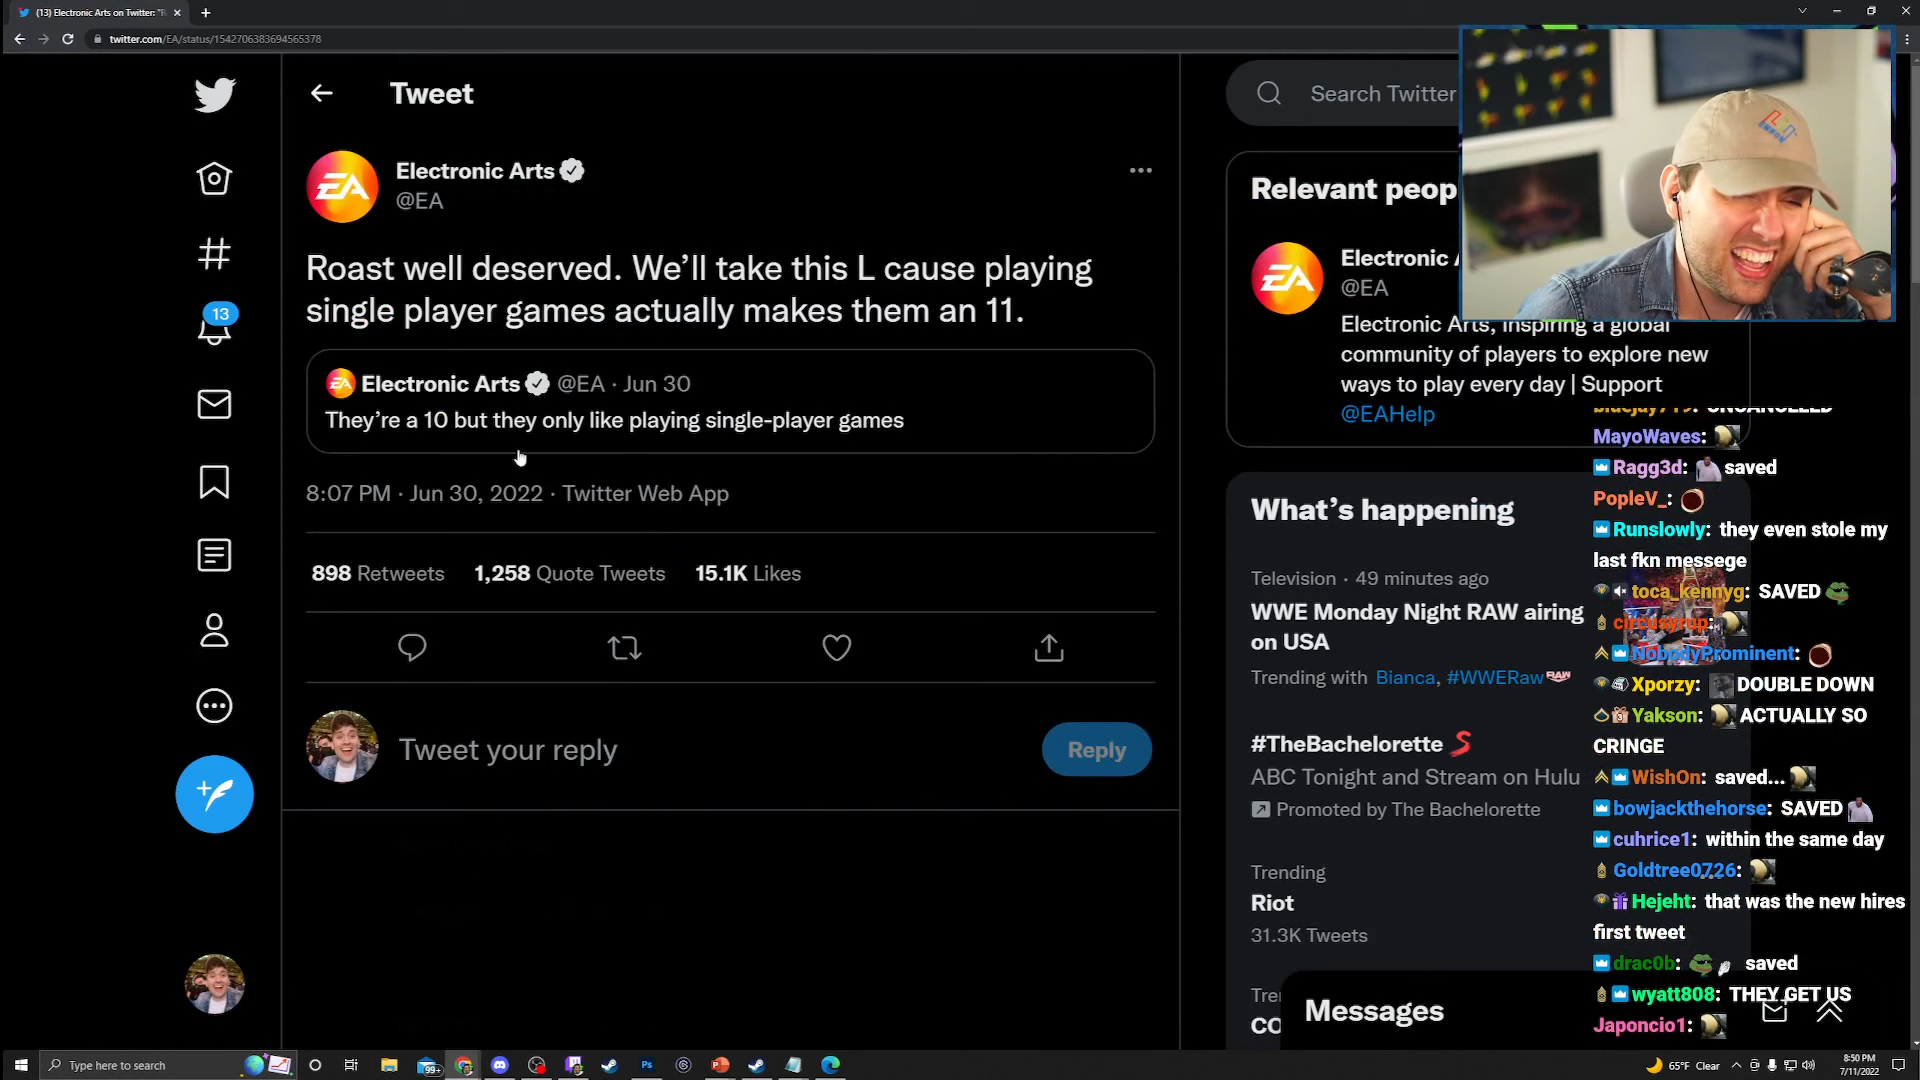 (13) Electronic Arts on Twitter: "R
twitter.com/EA/status/1542706383694565378
Tweet
Search Twitter
Electronic Arts
@EA
Roast well deserved. We'll take this L cause playing
single player games actually makes them an 11.
Electronic Arts @EA · Jun 30
They're a 10 but they only like playing single-player games
8:07 PM · Jun 30, 2022 · Twitter Web App
898 Retweets 1,258 Quote Tweets 15.1K Likes
Tweet your reply
Reply
13
Relevant peop
Electronic A
@EA
Electronic Arts, Inspiring a global
community of players to explore new
ways to play every day | Support
@EAHelp
What's happening
Television · 49 minutes ago
WWE Monday Night RAW airing
on USA
Trending with Bianca, #WWERaw
#TheBachelorette
ABC Tonight and Stream on Hulu
Promoted by The Bachelorette
Trending
Riot
31.3K Tweets
Tre
CC
Messages
bluejay719: UNCANCELLED
MayoWaves:
Ragg3d: saved
PopleV_:
Runslowly: they even stole my
last fkn messege
toca_kennyg: SAVED
circusyrup:
NobodyProminent:
Xporzy: DOUBLE DOWN
Yakson: ACTUALLY SO
CRINGE
WishOn: saved...
bowjackthehorse: SAVED
cuhrice1: within the same day
Goldtree0726:
Hejeht: that was the new hires
first tweet
drac0b: saved
wyatt808: THEY GET US
Japoncio1:
Type here to search
99+
65°F Clear
8:50 PM
7/11/2022